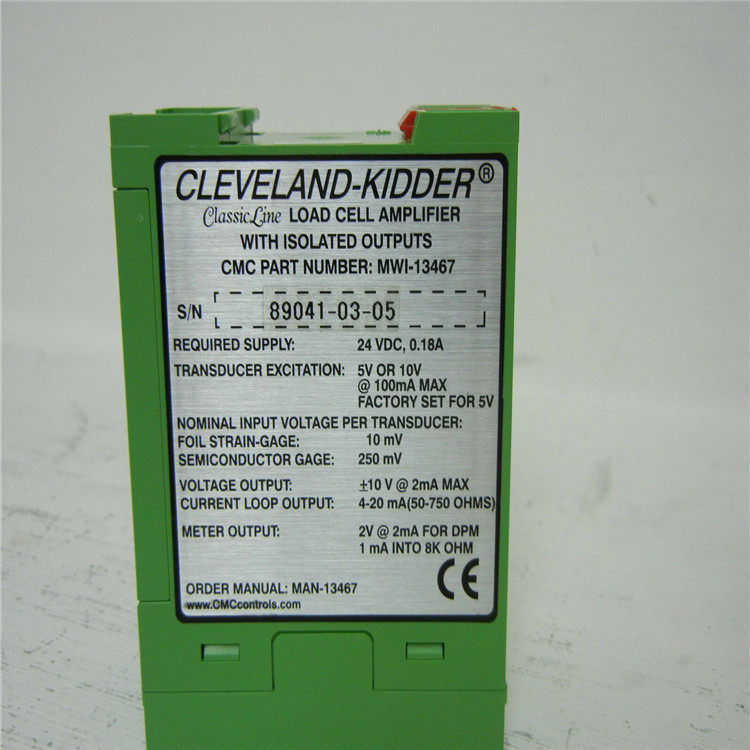 CLEVELAND-KIDDER®
ClassicLine LOAD CELL AMPLIFIER
WITH ISOLATED OUTPUTS
CMC PART NUMBER: MWI-13467
S/N 89041-03-05
REQUIRED SUPPLY: 24 VDC, 0.18A
TRANSDUCER EXCITATION: 5V OR 10V
@ 100mA MAX
FACTORY SET FOR 5V
NOMINAL INPUT VOLTAGE PER TRANSDUCER:
FOIL STRAIN-GAGE: 10 mV
SEMICONDUCTOR GAGE: 250 mV
VOLTAGE OUTPUT: ±10 V @ 2mA MAX
CURRENT LOOP OUTPUT: 4-20 mA(50-750 OHMS)
METER OUTPUT: 2V @ 2mA FOR DPM
1 mA INTO 8K OHM
CE
ORDER MANUAL: MAN-13467
www.CMCcontrols.com